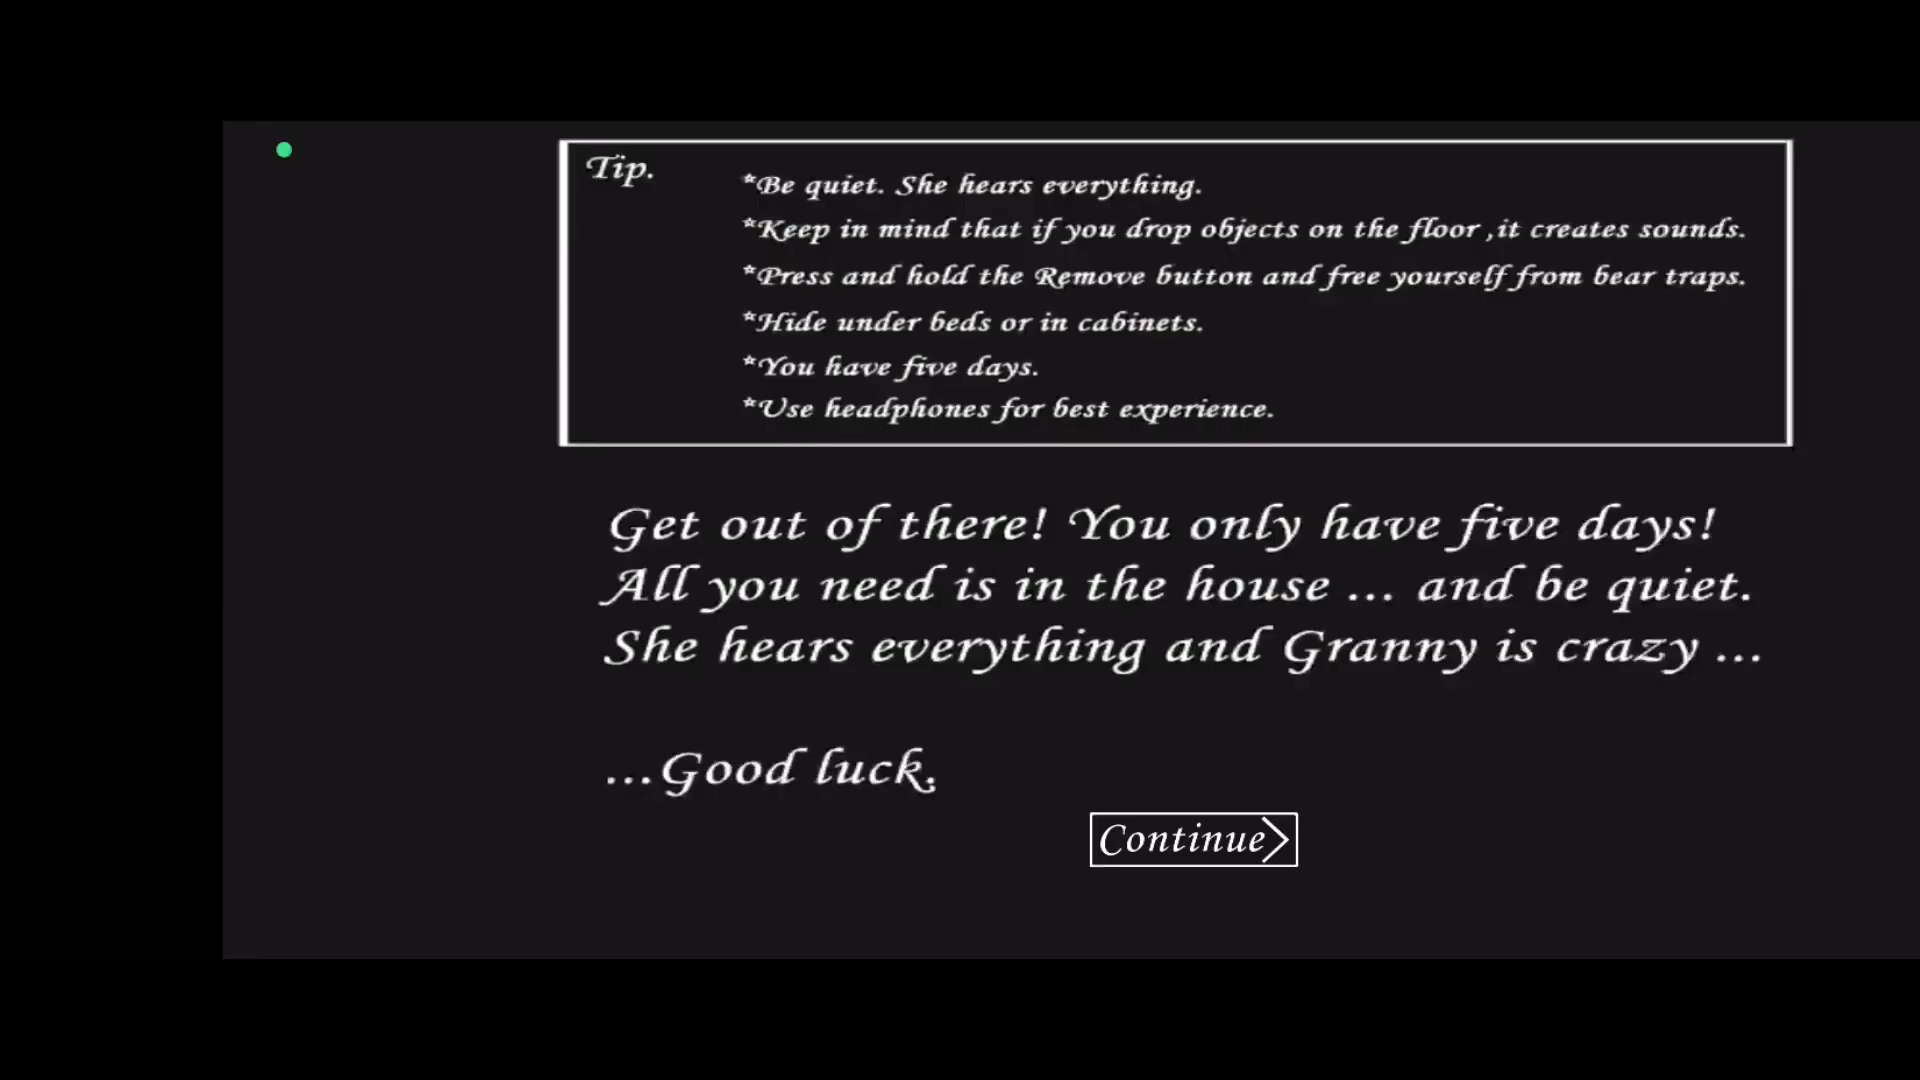 Tip.
*Be quiet. She hears everything.
*Keep in mind that if you drop objects on the floor ,it creates sounds.
*Press and hold the Remove button and free yourself from bear traps.
*Hide under beds or in cabinets.
*You have five days.
*Use headphones for best experience.
Get out of there! You only have five days!
All you need is in the house ... and be quiet.
She hears everything and Granny is crazy ...
...Good luck.
Continue>